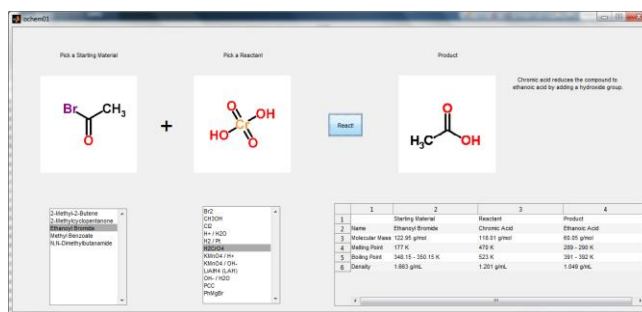 ochem01
Pick a Starting Material
Pick a Reactant
Product
Br CH3
O
O
OH
Cr
HO
O
React!
O
H3C OH
Chromic acid reduces the compound to
ethanoic acid by adding a hydroxide group.
2-Methyl-2-Butene
2-Methylcyclopentanone
Ethanoyl Bromide
Methyl Benzoate
N,N-Dimethylbutanamide
Br2
CH3OH
Cl2
H+ / H2O
H2 / Pt
H2CrO4
KMnO4 / H+
KMnO4 / OH-
LiAlH4 (LAH)
OH- / H2O
PCC
PhMgBr
1 2 3 4
1 Starting Material Reactant Product
2 Name Ethanoyl Bromide Chromic Acid Ethanoic Acid
3 Molecular Mass 122.95 g/mol 118.01 g/mol 60.05 g/mol
4 Melting Point 177 K 470 K 289 - 290 K
5 Boiling Point 348.15 - 350.15 K 523 K 391 - 392 K
6 Density 1.663 g/mL 1.201 g/mL 1.049 g/mL